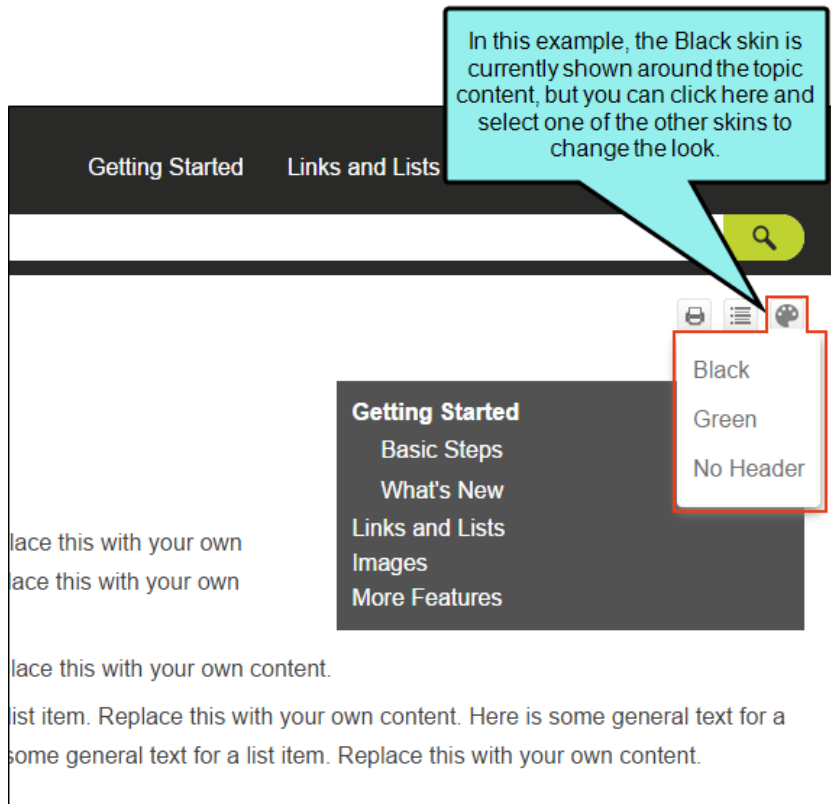 In this example, the Black skin is
currently shown around the topic
content, but you can click here and
select one of the other skins to
change the look.
Getting Started
Links and Lists
Black
Green
No Header
Getting Started
Basic Steps
What's New
Links and Lists
Images
More Features
lace this with your own
lace this with your own
lace this with your own content.
list item. Replace this with your own content. Here is some general text for a
some general text for a list item. Replace this with your own content.